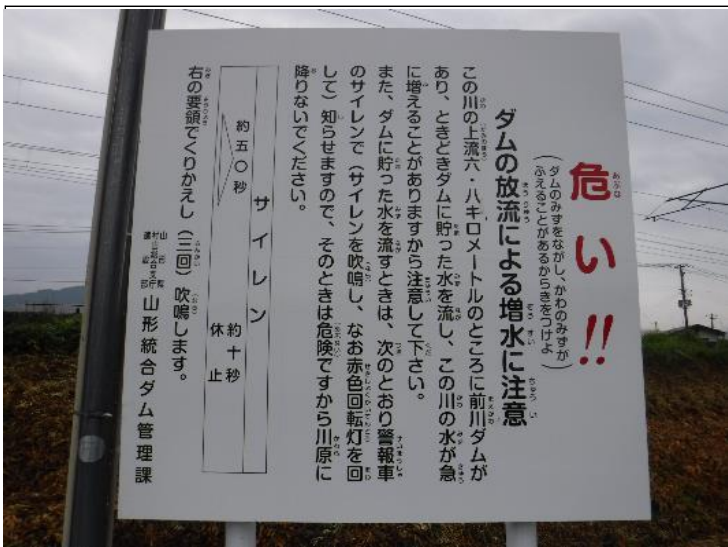 危い!!
(ダムのみずをながし、かわのみずが
ふえることがあるからきをつけよ)
ダムの放流による増水に注意
この川の上流六・八キロメートルのところに前川ダムが
あり、ときどきダムに貯った水を流し、この川の水が急
に増えることがありますから注意して下さい。
また、ダムに貯った水を流すときは、次のとおり警報車
のサイレンで(サイレンを吹鳴し、なお赤色回転灯を回
して)知らせますので、そのときは危険ですから川原に
降りないでください。
サイレン
約五〇秒
約十秒
休止
右の要領でくりかえし(三回)吹鳴します。
山形統合ダム管理課